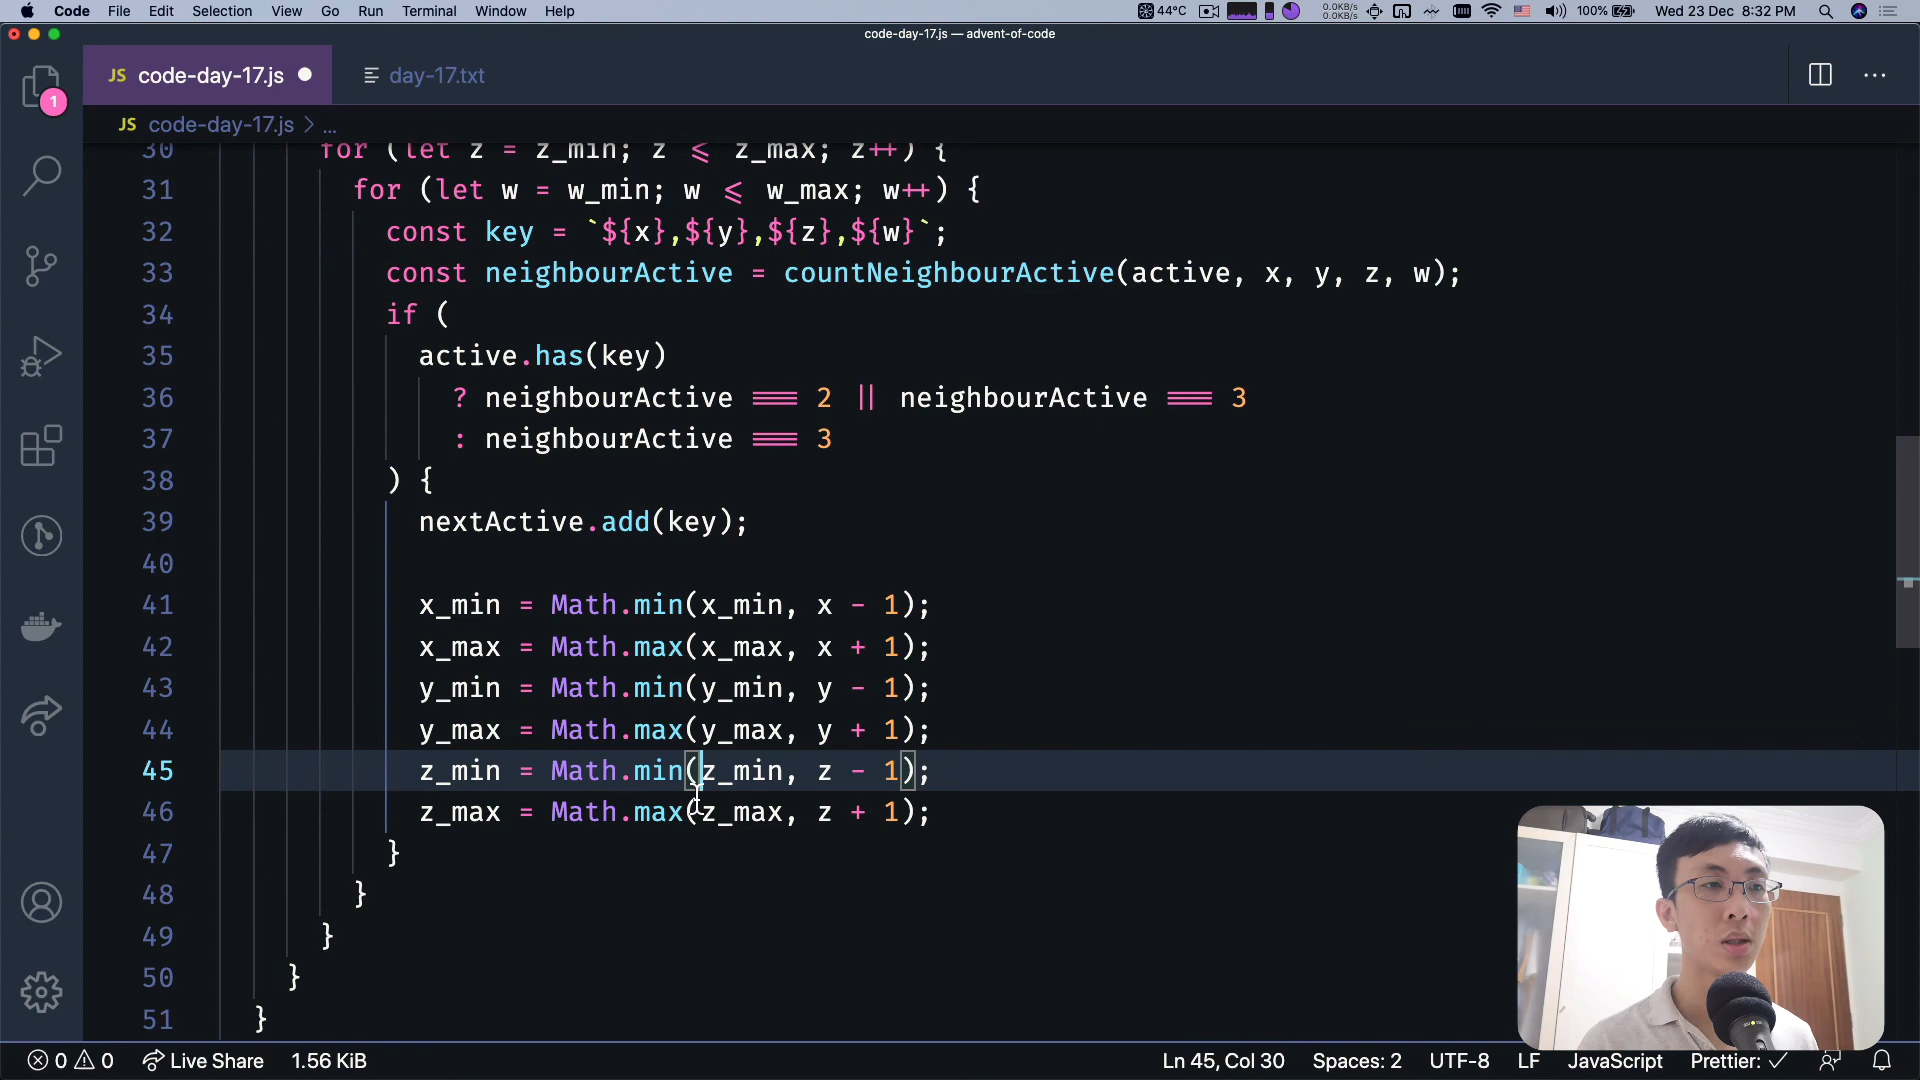 Code File Edit Selection View Go Run Terminal Window Help 44°C 0.0KB/s 0.0KB/s 100% Wed 23 Dec 8:32 PM
code-day-17.js — advent-of-code
JS code-day-17.js day-17.txt
1
JS code-day-17.js > ...
30 for (let z = z_min; z <= z_max; z++) {
31 for (let w = w_min; w <= w_max; w++) {
32 const key = `${x},${y},${z},${w}`;
33 const neighbourActive = countNeighbourActive(active, x, y, z, w);
34 if (
35 active.has(key)
36 ? neighbourActive === 2 || neighbourActive === 3
37 : neighbourActive === 3
38 ) {
39 nextActive.add(key);
40
41 x_min = Math.min(x_min, x - 1);
42 x_max = Math.max(x_max, x + 1);
43 y_min = Math.min(y_min, y - 1);
44 y_max = Math.max(y_max, y + 1);
45 z_min = Math.min(z_min, z - 1);
46 z_max = Math.max(z_max, z + 1);
47 }
48 }
49 }
50 }
51 }
0 0 Live Share 1.56 KiB Ln 45, Col 30 Spaces: 2 UTF-8 LF JavaScript Prettier: ✓